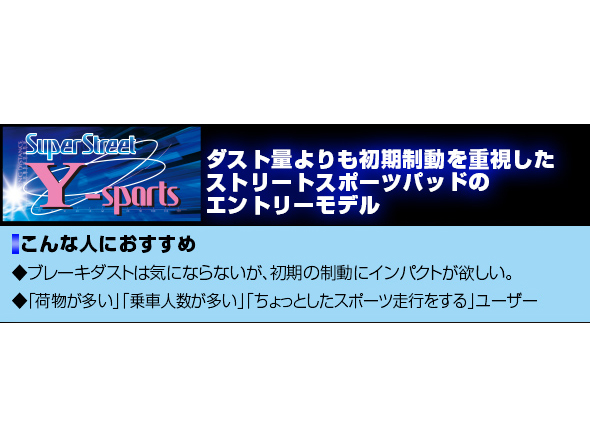 SuperStreet
Y-sports
ダスト量よりも初期制動を重視した
ストリートスポーツパッドの
エントリーモデル
こんな人におすすめ
◆ブレーキダストは気にならないが、初期の制動にインパクトが欲しい。
◆「荷物が多い」「乗車人数が多い」「ちょっとしたスポーツ走行をする」ユーザー